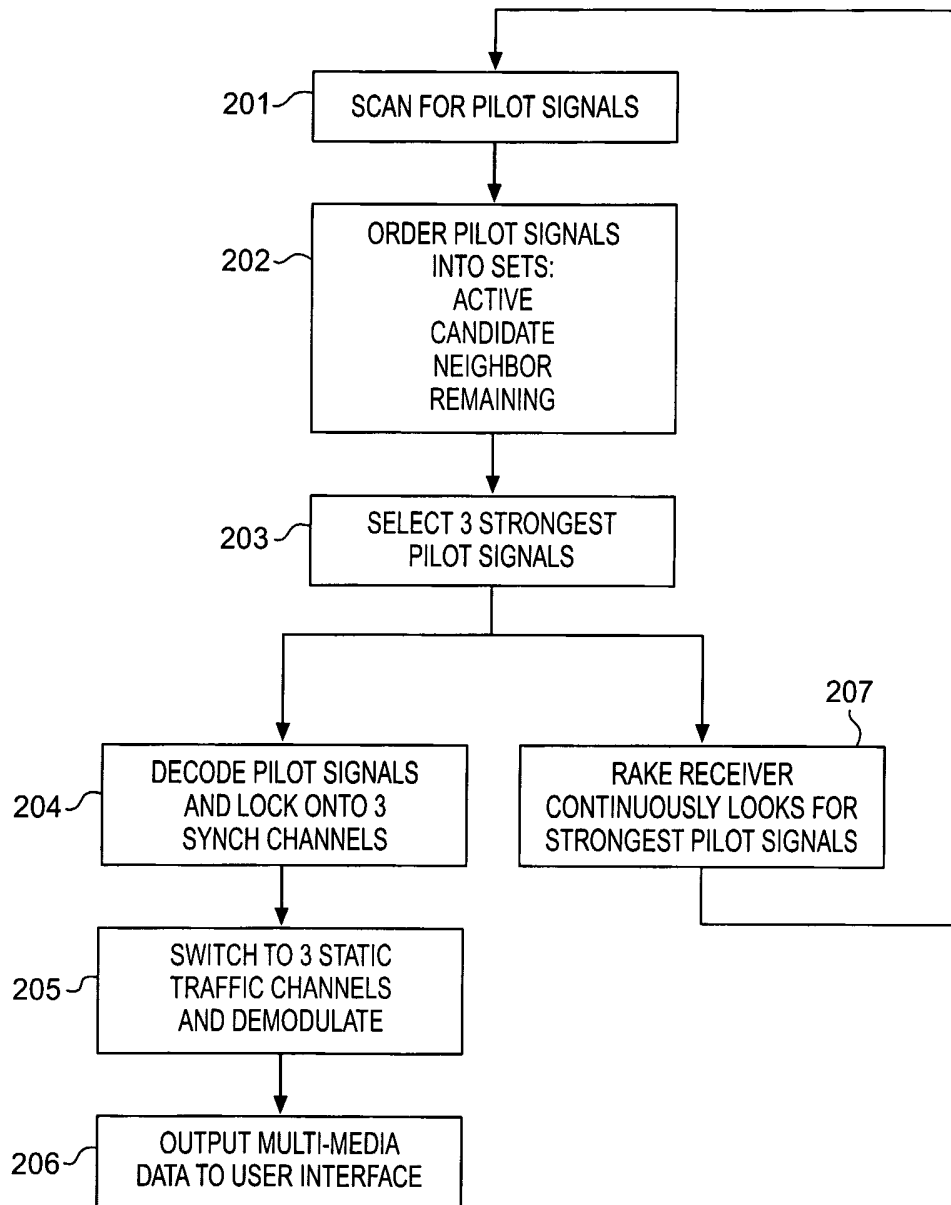 201
SCAN FOR PILOT SIGNALS
202
ORDER PILOT SIGNALS
INTO SETS:
ACTIVE
CANDIDATE
NEIGHBOR
REMAINING
203
SELECT 3 STRONGEST
PILOT SIGNALS
204
DECODE PILOT SIGNALS
AND LOCK ONTO 3
SYNCH CHANNELS
207
RAKE RECEIVER
CONTINUOUSLY LOOKS FOR
STRONGEST PILOT SIGNALS
205
SWITCH TO 3 STATIC
TRAFFIC CHANNELS
AND DEMODULATE
206
OUTPUT MULTI-MEDIA
DATA TO USER INTERFACE